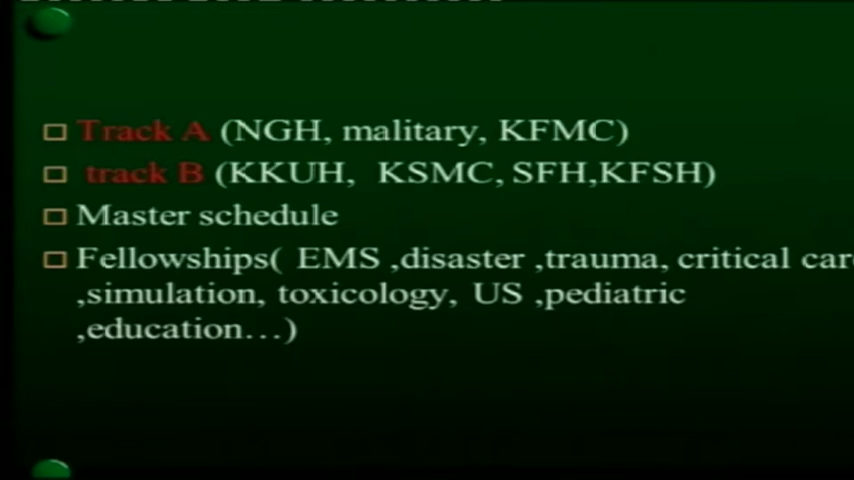 Track A (NGH, malitary, KFMC)
track B (KKUH, KSMC, SFH,KFSH)
Master schedule
Fellowships( EMS ,disaster ,trauma, critical
,simulation, toxicology, US ,pediatric
,education…)